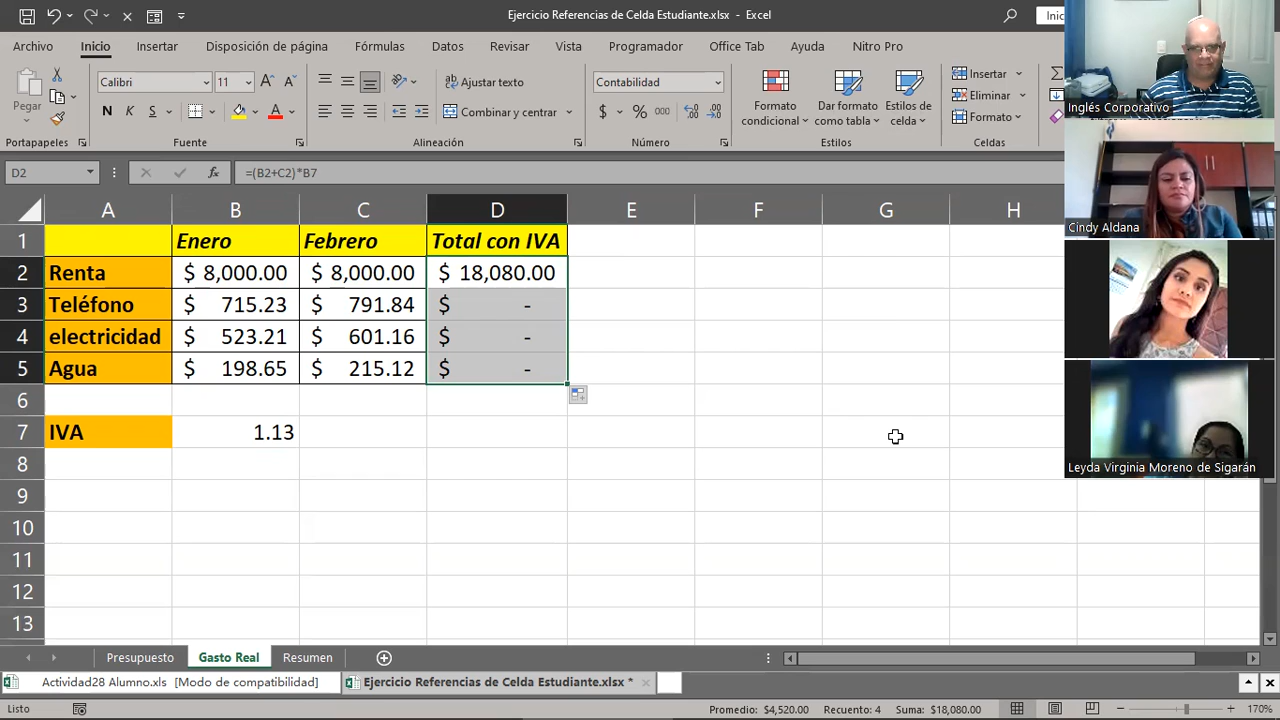 Ejercicio Referencias de Celda Estudiante.xlsx - Excel
Archivo Inicio Insertar Disposición de página Fórmulas Datos Revisar Vista Programador Office Tab Ayuda Nitro Pro
Pegar
Calibri 11
N K S
Ajustar texto
Combinar y centrar
Contabilidad
$ % 000
Formato condicional
Dar formato como tabla
Estilos de celda
Insertar
Eliminar
Formato
Portapapeles Fuente Alineación Número Estilos Celdas
D2 fx =(B2+C2)*B7
A B C D E F G H
1 Enero Febrero Total con IVA
2 Renta $ 8,000.00 $ 8,000.00 $ 18,080.00
3 Teléfono $ 715.23 $ 791.84 $ -
4 electricidad $ 523.21 $ 601.16 $ -
5 Agua $ 198.65 $ 215.12 $ -
6
7 IVA 1.13
8
9
10
11
12
13
Inglés Corporativo
Cindy Aldana
Leyda Virginia Moreno de Sigarán
Presupuesto Gasto Real Resumen
Actividad28 Alumno.xls [Modo de compatibilidad] Ejercicio Referencias de Celda Estudiante.xlsx *
Listo Promedio: $4,520.00 Recuento: 4 Suma: $18,080.00 170%